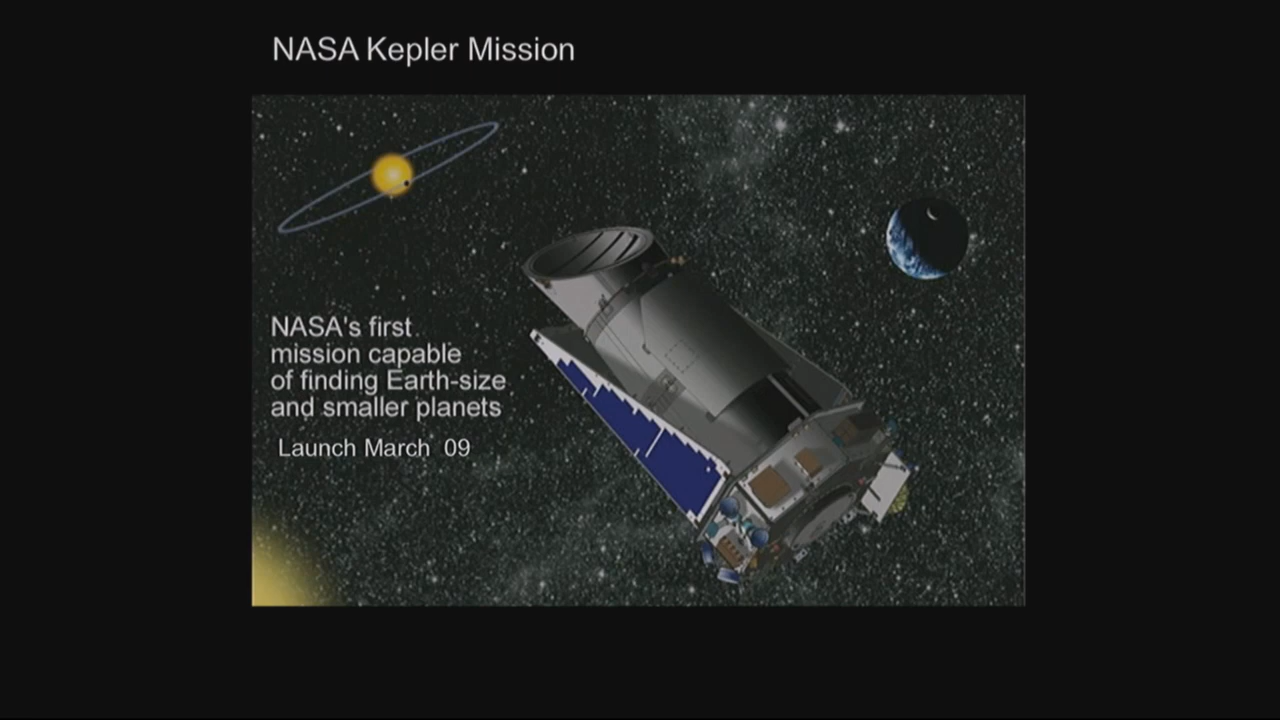 NASA Kepler Mission
NASA's first
mission capable
of finding Earth-size
and smaller planets
Launch March 09